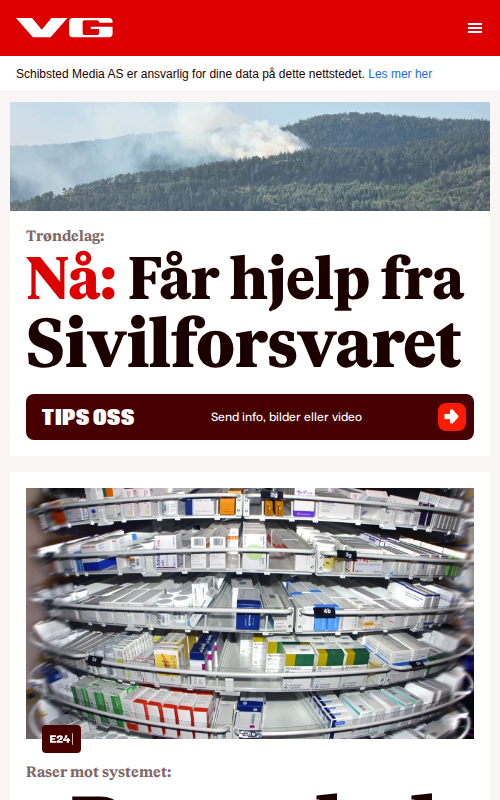 VG
Schibsted Media AS er ansvarlig for dine data på dette nettstedet. Les mer her
Trøndelag:
Nå: Får hjelp fra
Sivilforsvaret
TIPS OSS
Send info, bilder eller video
E24
Raser mot systemet: